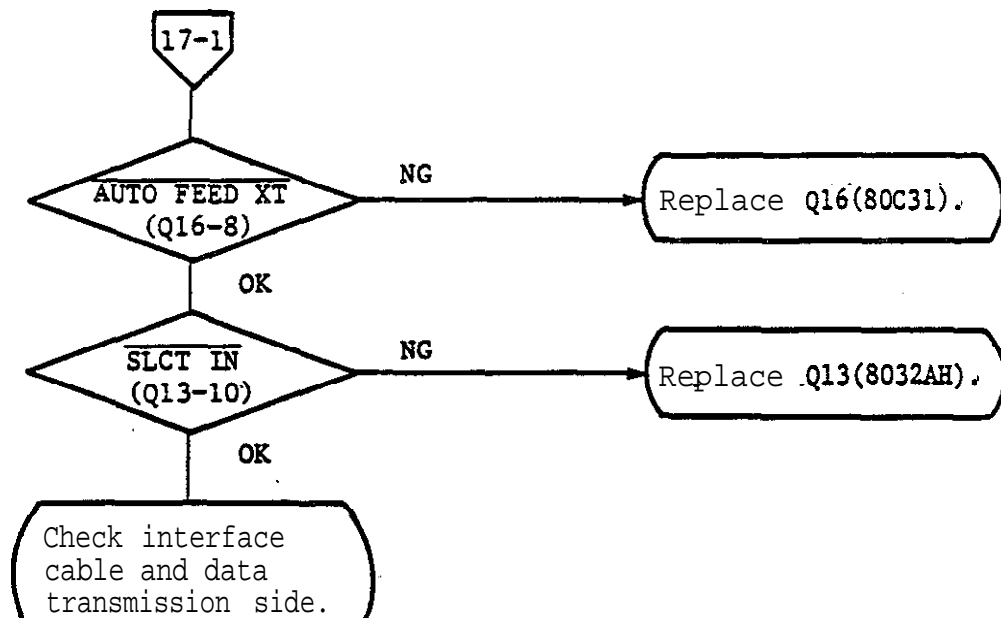 17-1
AUTO FEED XT
(Q16-8)
NG
Replace Q16(80C31).
OK
SLCT IN
(Q13-10)
NG
Replace Q13(8032AH).
OK
Check interface
cable and data
transmission side.